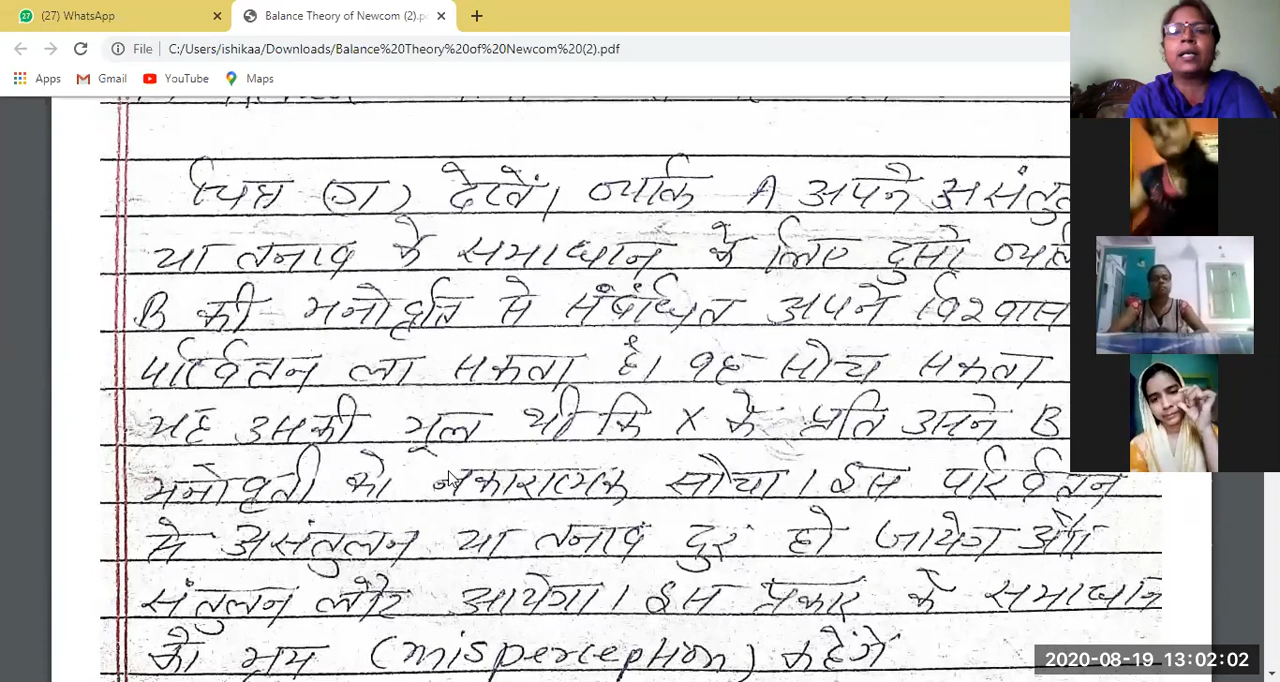 (27) WhatsApp
Balance Theory of Newcom (2).p
File C:/Users/ishikaa/Downloads/Balance%20Theory%20of%20Newcom%20(2).pdf
Apps Gmail YouTube Maps
चित्र (ग) देखें। व्यक्ति A अपने असंतु
या तनाव के समाधान के लिए दुसरे व्य
B की मनोवृति से संबंधित अपने विश्वास
परिवर्तन ला सकता है। वह सोच सकता
यह उसकी भूल थी कि X के प्रति उसने B
मनोवृती को नकारात्मक सोचा। इस परिवर्तन
से असंतुलन या तनाव दुर हो जायेगा और
संतुलन लौट आयेगा। इस प्रकार के समाधान
को भ्रम (misperception) कहेंगे
2020-08-19 13:02:02